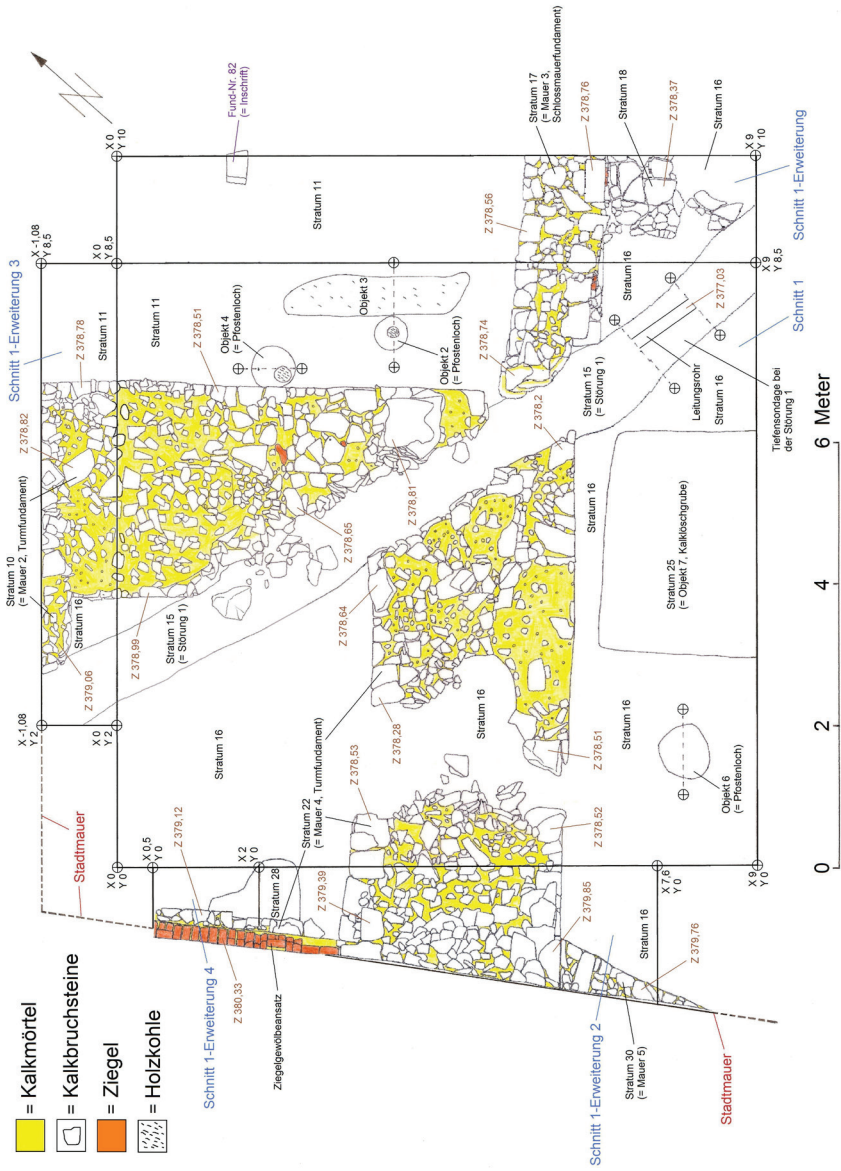 = Kalkmörtel
= Kalkbruchsteine
= Ziegel
= Holzkohle
N
Fund-Nr. 82
(= Inschrift)
X 0
Y 10
Stratum 11
X -1,08
Y 8,5
X 0
Y 8,5
Schnitt 1-Erweiterung 3
Z 378,78
Stratum 11
Stratum 11
Z 378,51
Objekt 4
(= Pfostenloch)
Objekt 3
Objekt 2
(= Pfostenloch)
Z 378,56
Stratum 17
(= Mauer 3,
Schlossmauerfundament)
Z 378,76
Stratum 18
Z 378,37
Stratum 16
X 9
Y 10
Schnitt 1-Erweiterung
X 9
Y 8,5
Stratum 16
Z 377,03
Schnitt 1
Z 378,74
Z 378,2
Stratum 15
(= Störung 1)
Leitungsrohr
Stratum 16
Tiefensondage bei
der Störung 1
Z 378,82
Stratum 10
(= Mauer 2, Turmfundament)
Stratum 16
Z 379,06
Z 378,99
Stratum 15
(= Störung 1)
Z 378,65
Z 378,81
Z 378,64
Stratum 16
Stratum 25
(= Objekt 7, Kalklöschgrube)
X -1,08
Y 2
X 0
Y 2
Stratum 16
Z 378,28
Stratum 16
Z 378,51
Stratum 16
Objekt 6
(= Pfostenloch)
Stadtmauer
Z 379,12
Stratum 22
(= Mauer 4, Turmfundament)
Z 378,53
Z 378,52
X 0
Y 0
X 0,5
Y 0
X 2
Y 0
Stratum 28
Z 379,39
Z 379,85
X 7,6
Y 0
X 9
Y 0
Schnitt 1-Erweiterung 4
Z 380,33
Ziegelgewölbeansatz
Schnitt 1-Erweiterung 2
Stratum 30
(= Mauer 5)
Stratum 16
Z 379,76
Stadtmauer
0
2
4
6 Meter